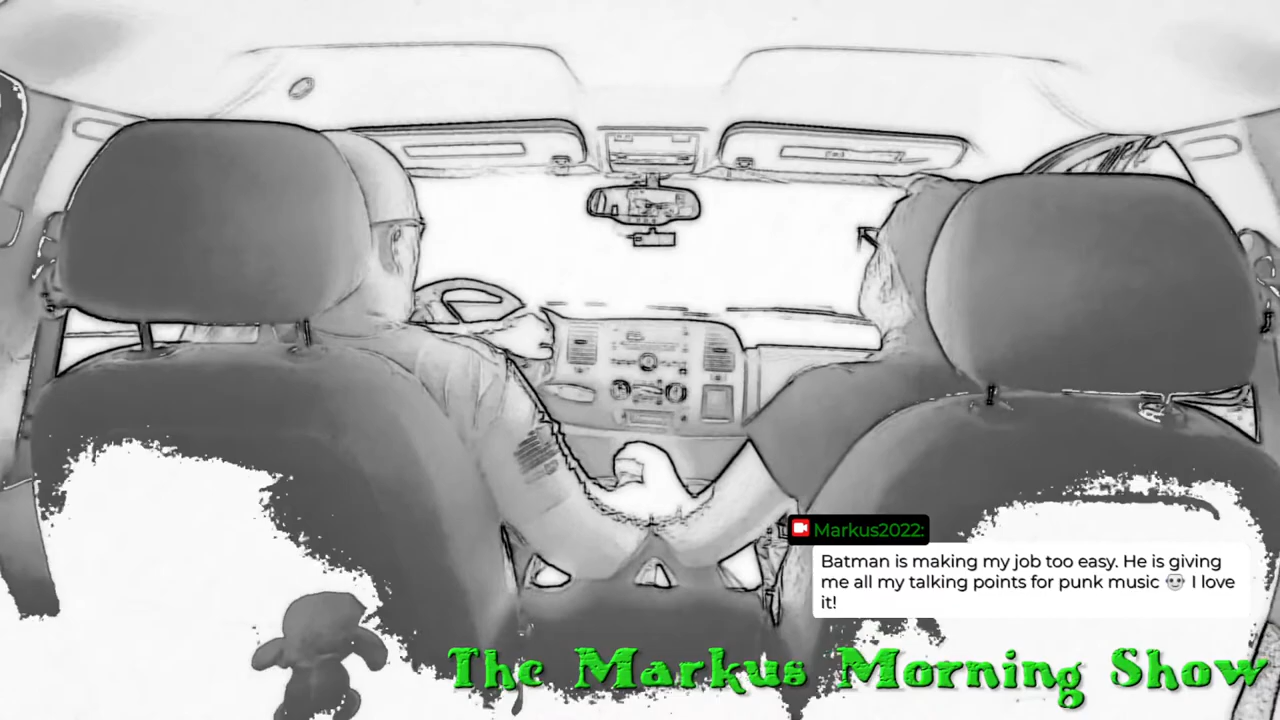 Markus2022:
Batman is making my job too easy. He is giving
me all my talking points for punk music 💀 I love
it!
The Markus Morning Show